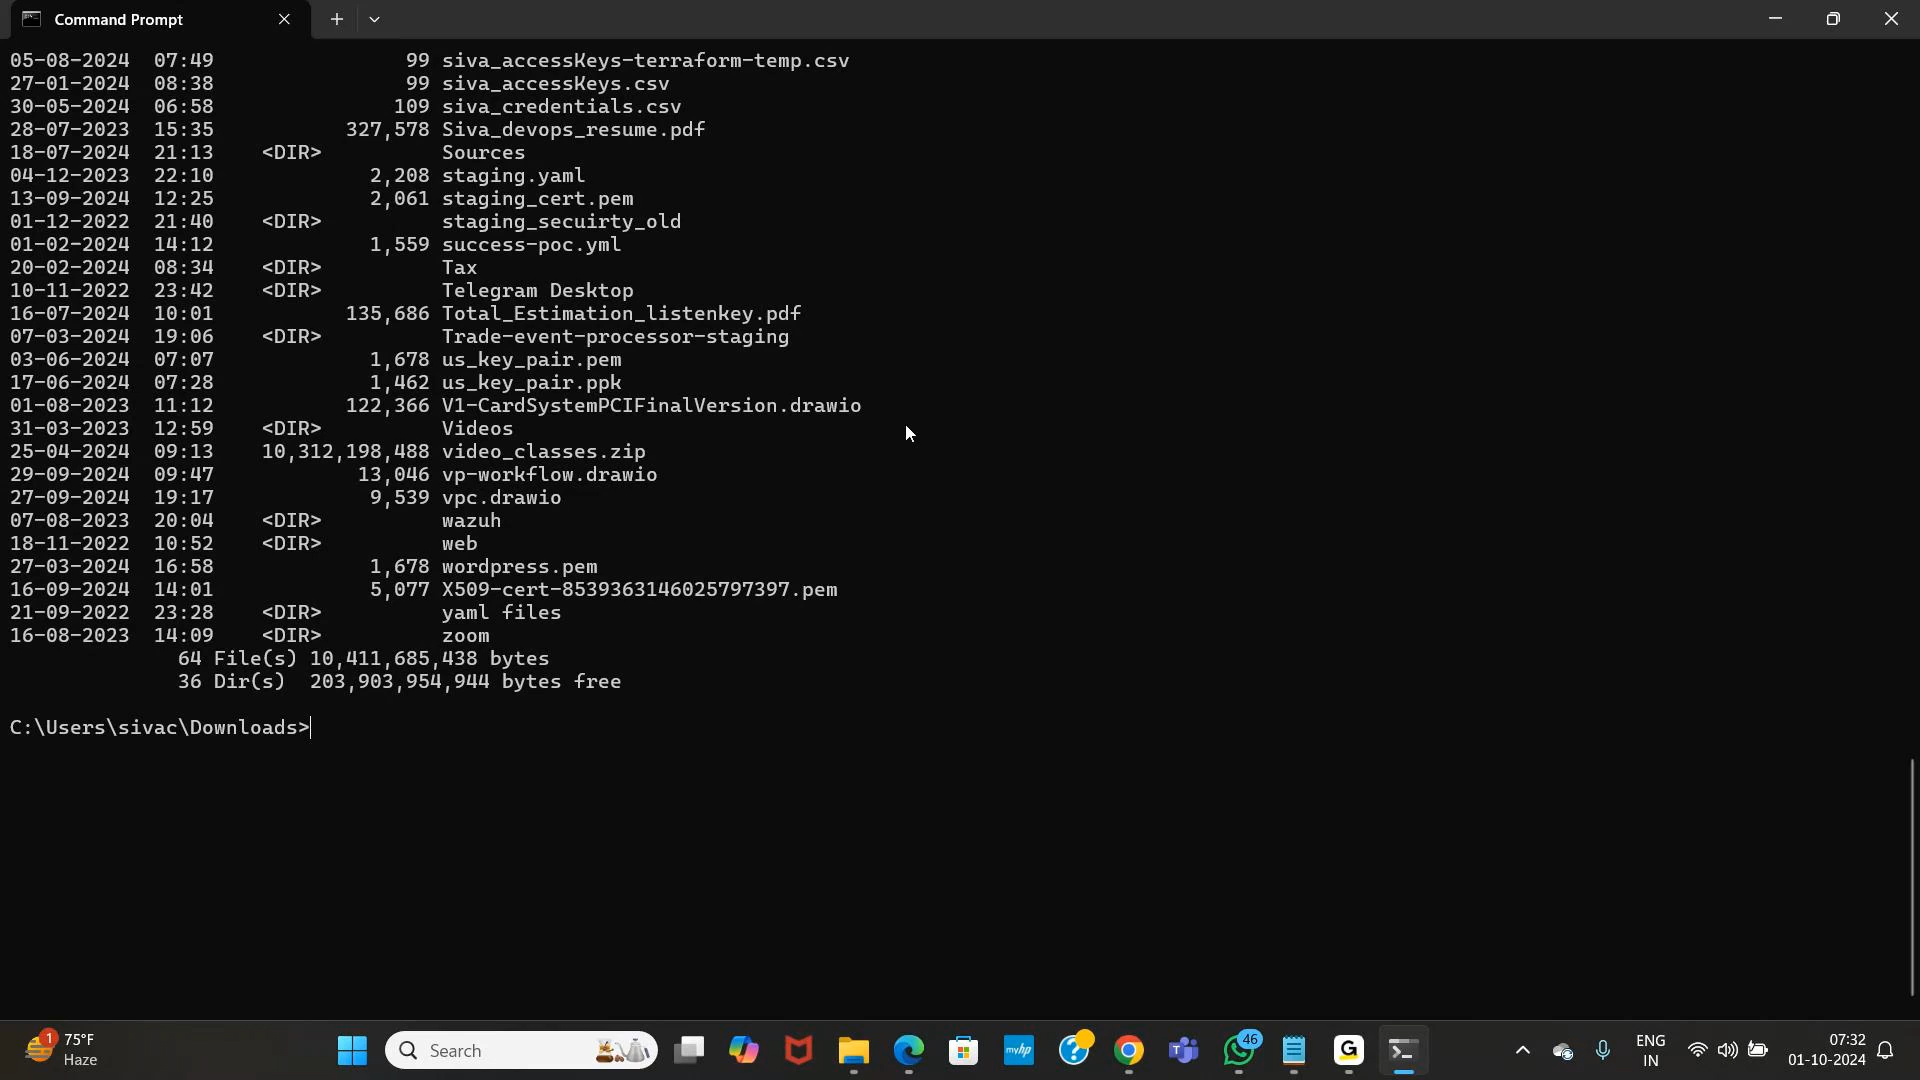 Command Prompt
05-08-2024  07:49                99 siva_accessKeys-terraform-temp.csv
27-01-2024  08:38                99 siva_accessKeys.csv
30-05-2024  06:58               109 siva_credentials.csv
28-07-2023  15:35           327,578 Siva_devops_resume.pdf
18-07-2024  21:13    <DIR>          Sources
04-12-2023  22:10             2,208 staging.yaml
13-09-2024  12:25             2,061 staging_cert.pem
01-12-2022  21:40    <DIR>          staging_secuirty_old
01-02-2024  14:12             1,559 success-poc.yml
20-02-2024  08:34    <DIR>          Tax
10-11-2022  23:42    <DIR>          Telegram Desktop
16-07-2024  10:01           135,686 Total_Estimation_listenkey.pdf
07-03-2024  19:06    <DIR>          Trade-event-processor-staging
03-06-2024  07:07             1,678 us_key_pair.pem
17-06-2024  07:28             1,462 us_key_pair.ppk
01-08-2023  11:12           122,366 V1-CardSystemPCIFinalVersion.drawio
31-03-2023  12:59    <DIR>          Videos
25-04-2024  09:13    10,312,198,488 video_classes.zip
29-09-2024  09:47            13,046 vp-workflow.drawio
27-09-2024  19:17             9,539 vpc.drawio
07-08-2023  20:04    <DIR>          wazuh
18-11-2022  10:52    <DIR>          web
27-03-2024  16:58             1,678 wordpress.pem
16-09-2024  14:01             5,077 X509-cert-8539363146025797397.pem
21-09-2022  23:28    <DIR>          yaml files
16-08-2023  14:09    <DIR>          zoom
64 File(s) 10,411,685,438 bytes
36 Dir(s)  203,903,954,944 bytes free
C:\Users\sivac\Downloads>
1
75°F
Haze
Search
myhp
46
G
ENG
IN
07:32
01-10-2024